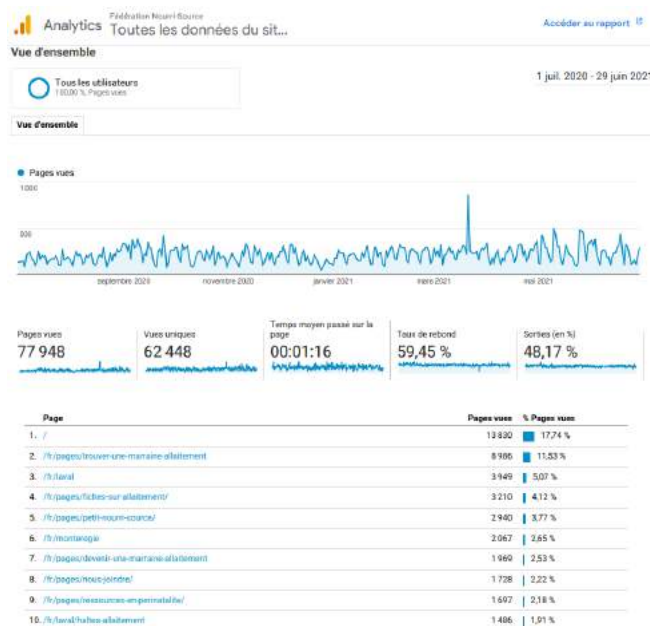 Analytics
Fédération Nourri-Source
Toutes les données du sit...
Accéder au rapport
Vue d'ensemble
Tous les utilisateurs
100,00 % Pages vues
1 juil. 2020 - 29 juin 2021
Vue d'ensemble
Pages vues
1 000
500
septembre 2020 novembre 2020 janvier 2021 mars 2021 mai 2021
Pages vues
77 948
Vues uniques
62 448
Temps moyen passé sur la page
00:01:16
Taux de rebond
59,45 %
Sorties (en %)
48,17 %
Page Pages vues % Pages vues
1. / 13 830 17,74 %
2. /fr/pages/trouver-une-marraine-allaitement 8 986 11,53 %
3. /fr/laval 3 949 5,07 %
4. /fr/pages/fiches-sur-allaitement/ 3 210 4,12 %
5. /fr/pages/petit-nourri-source/ 2 940 3,77 %
6. /fr/monteregie 2 067 2,65 %
7. /fr/pages/devenir-une-marraine-allaitement 1 969 2,53 %
8. /fr/pages/nous-joindre/ 1 728 2,22 %
9. /fr/pages/ressources-en-perinatalite/ 1 697 2,18 %
10. /fr/laval/haltes-allaitement 1 486 1,91 %